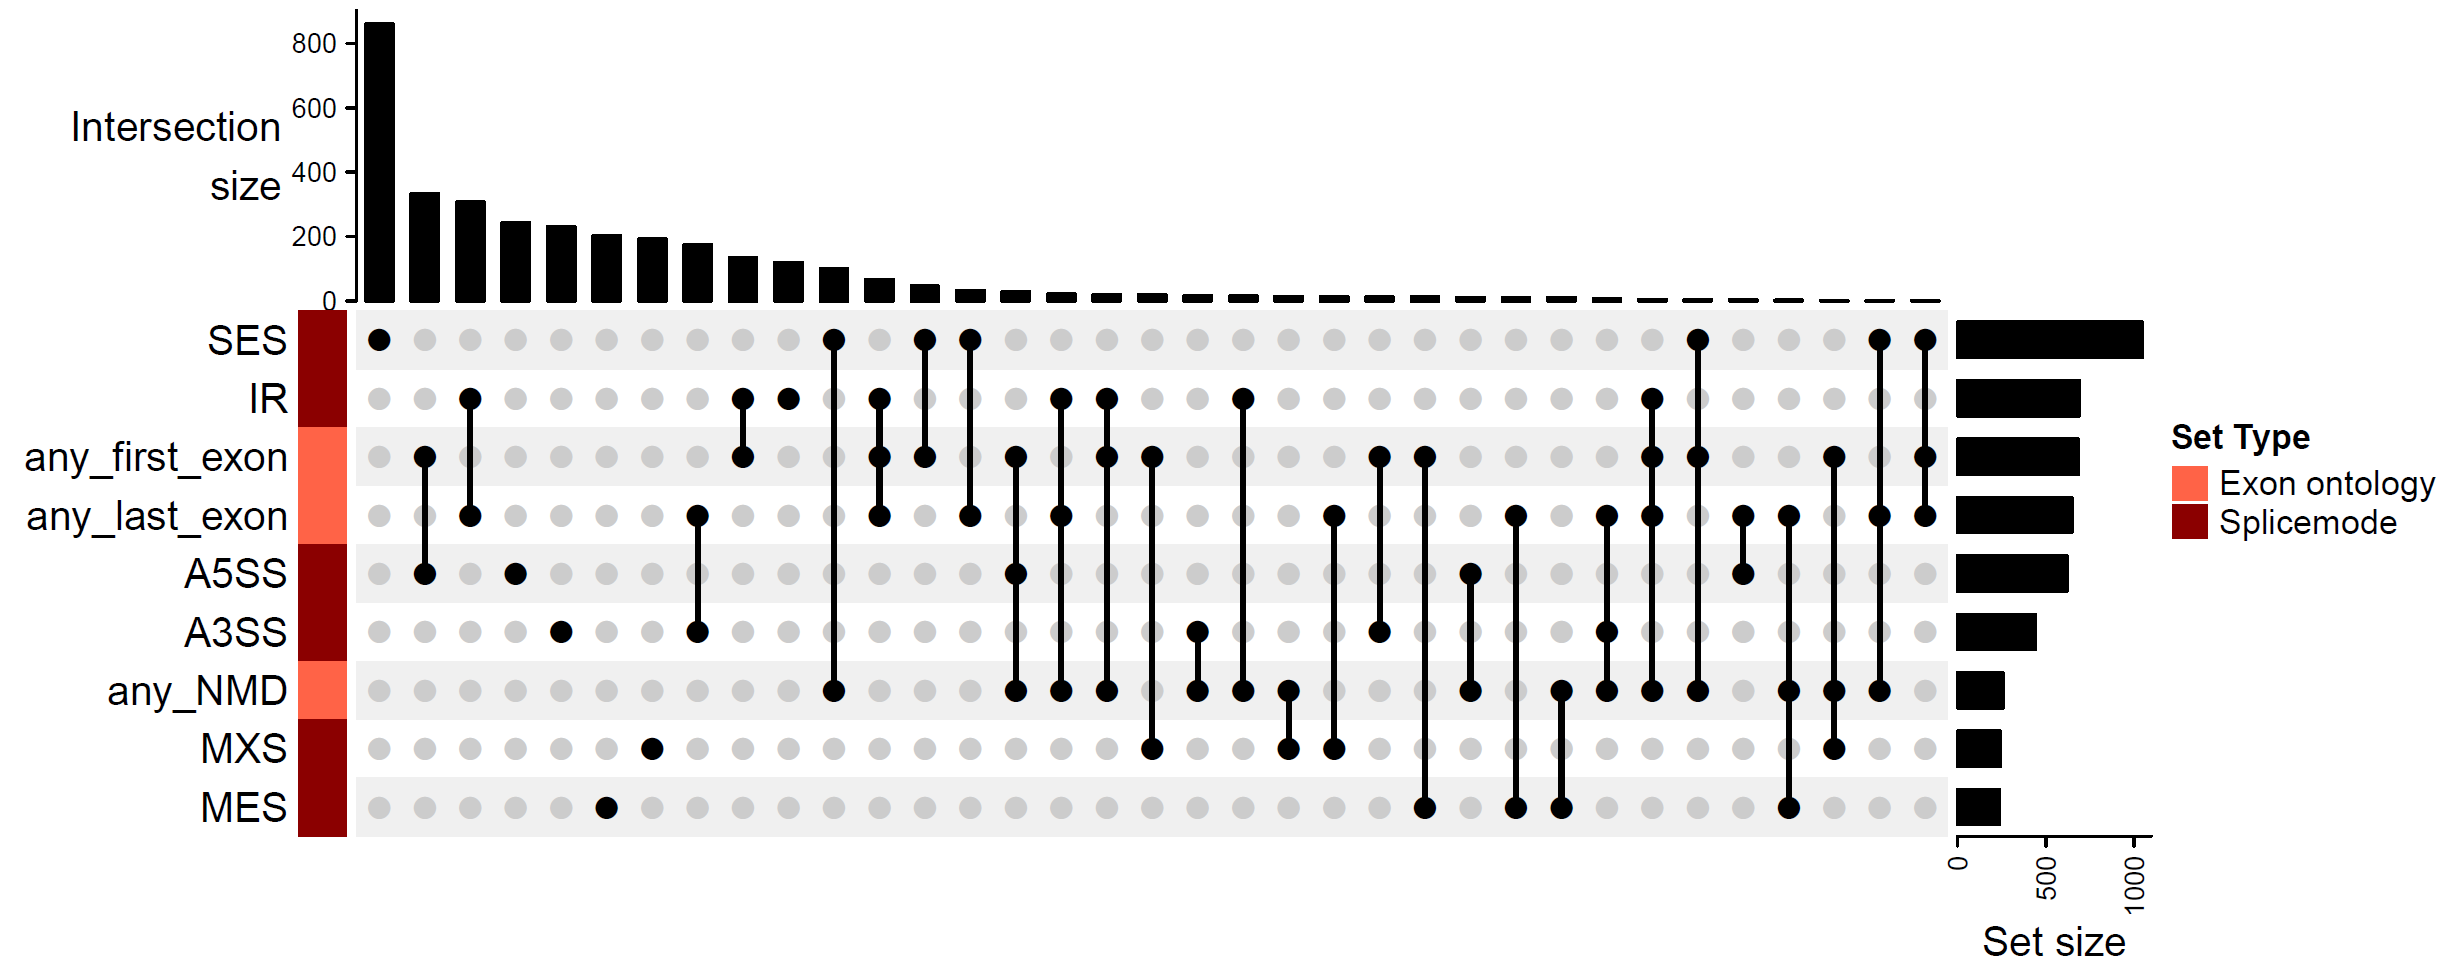 800
600
400
200
0
Intersection
size
SES
IR
any_first_exon
any_last_exon
A5SS
A3SS
any_NMD
MXS
MES
0
500
1000
Set size
Set Type
Exon ontology
Splicemode